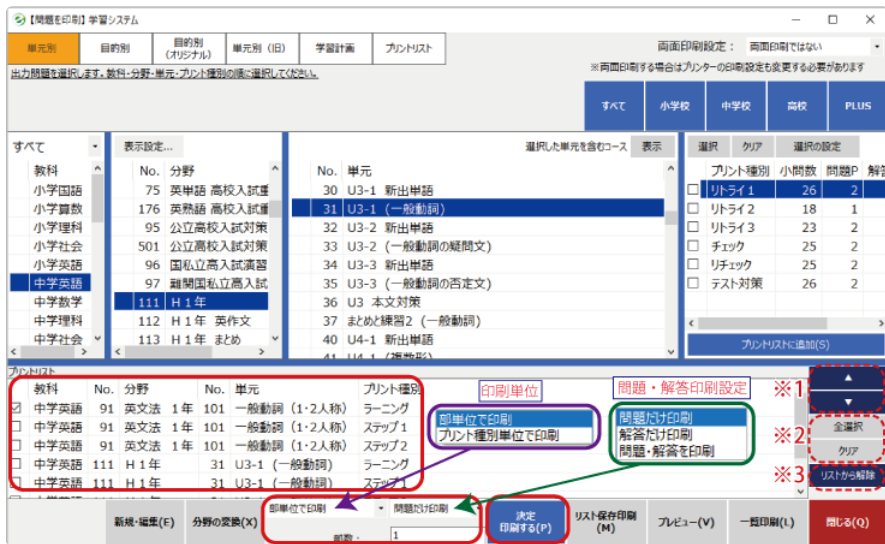 【問題を印刷】学習システム
単元別 目的別 目的別（オリジナル） 単元別（旧） 学習計画 プリントリスト
両面印刷設定： 両面印刷ではない
※両面印刷する場合はプリンターの印刷設定も変更する必要があります
出力問題を選択します。教科・分野・単元・プリント種別の順に選択してください。
すべて 小学校 中学校 高校 PLUS
すべて 表示設定... 選択した単元を含むコース 表示 選択 クリア 選択の設定
教科 No. 分野 No. 単元 プリント種別 小問数 問題P 解答
小学国語 75 英単語 高校入試重 30 U3-1 新出単語 リトライ1 26 2
小学算数 176 英熟語 高校入試重 31 U3-1 (一般動詞) リトライ2 18 1
小学理科 95 公立高校入試対策 32 U3-2 新出単語 リトライ3 23 2
小学社会 501 公立高校入試対策 33 U3-2 (一般動詞の疑問文) チェック 25 2
小学英語 96 国私立高入試演習 34 U3-3 新出単語 リチェック 25 2
中学英語 97 難関国私立高入試 35 U3-3 (一般動詞の否定文) テスト対策 26 2
中学数学 111 H1年 36 U3 本文対策
中学理科 112 H1年 英作文 37 まとめと練習2 (一般動詞)
中学社会 113 H1年 まとめ 40 U4-1 新出単語
41 U4-1 (複数形)
プリントリストに追加(S)
プリントリスト
教科 No. 分野 No. 単元 プリント種別
中学英語 91 英文法 1年 101 一般動詞 (1・2人称) ラーニング
中学英語 91 英文法 1年 101 一般動詞 (1・2人称) ステップ1
中学英語 91 英文法 1年 101 一般動詞 (1・2人称) ステップ2
中学英語 111 H1年 31 U3-1 (一般動詞) ラーニング
中学英語 111 H1年 31 U3-1 (一般動詞) ステップ1
印刷単位
部単位で印刷
プリント種別単位で印刷
問題・解答印刷設定
問題だけ印刷
解答だけ印刷
問題・解答を印刷
※1 ▲
▼
※2 全選択
クリア
※3 リストから解除
新規・編集(E) 分野の変換(X) 部単位で印刷 問題だけ印刷
部数： 1
決定
印刷する(P)
リスト保存印刷
(M)
プレビュー(V) 一覧印刷(L) 閉じる(Q)